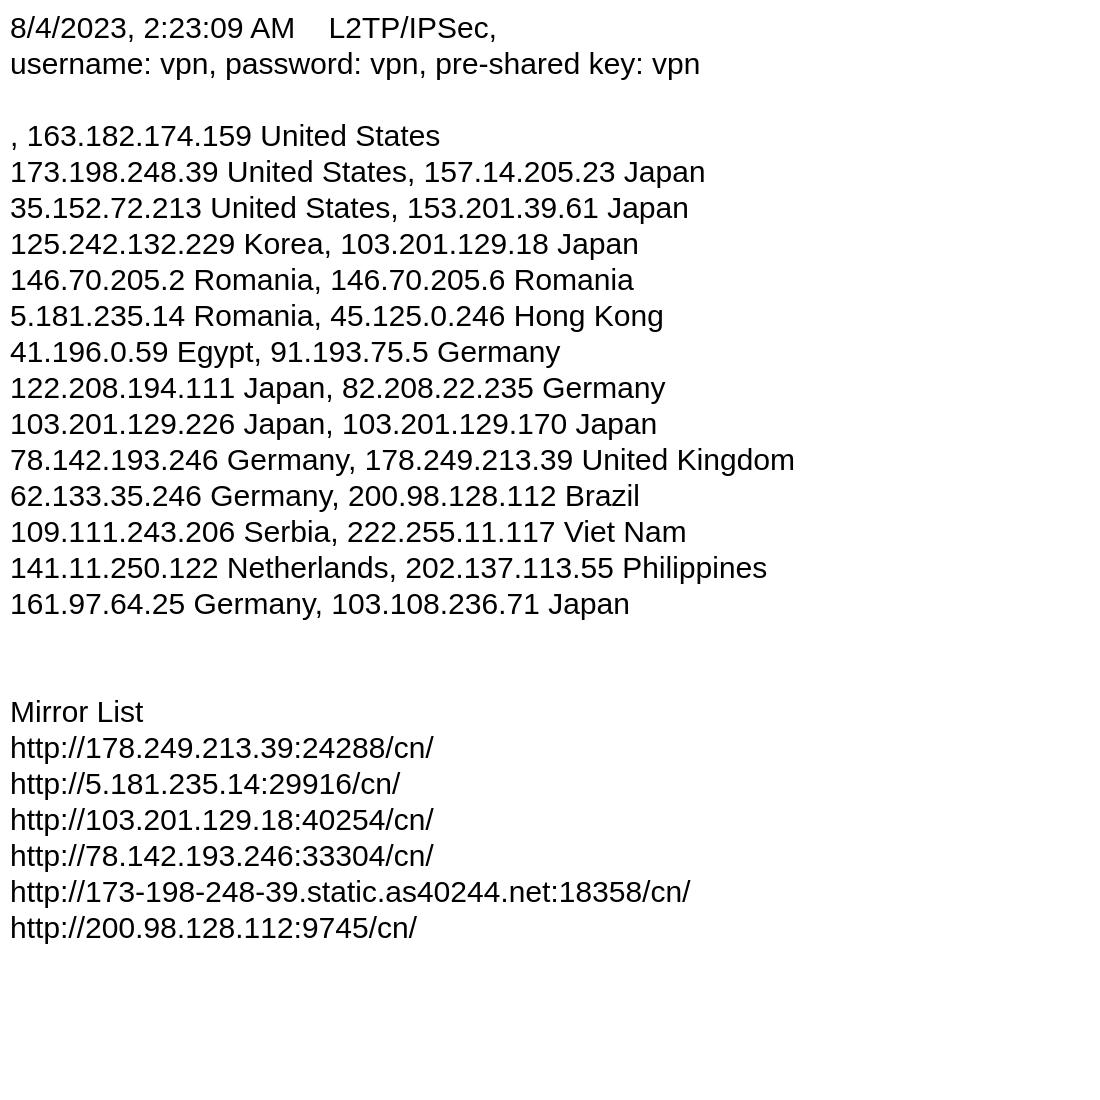 8/4/2023, 2:23:09 AM    L2TP/IPSec,
username: vpn, password: vpn, pre-shared key: vpn
, 163.182.174.159 United States
173.198.248.39 United States, 157.14.205.23 Japan
35.152.72.213 United States, 153.201.39.61 Japan
125.242.132.229 Korea, 103.201.129.18 Japan
146.70.205.2 Romania, 146.70.205.6 Romania
5.181.235.14 Romania, 45.125.0.246 Hong Kong
41.196.0.59 Egypt, 91.193.75.5 Germany
122.208.194.111 Japan, 82.208.22.235 Germany
103.201.129.226 Japan, 103.201.129.170 Japan
78.142.193.246 Germany, 178.249.213.39 United Kingdom
62.133.35.246 Germany, 200.98.128.112 Brazil
109.111.243.206 Serbia, 222.255.11.117 Viet Nam
141.11.250.122 Netherlands, 202.137.113.55 Philippines
161.97.64.25 Germany, 103.108.236.71 Japan
Mirror List
http://178.249.213.39:24288/cn/
http://5.181.235.14:29916/cn/
http://103.201.129.18:40254/cn/
http://78.142.193.246:33304/cn/
http://173-198-248-39.static.as40244.net:18358/cn/
http://200.98.128.112:9745/cn/